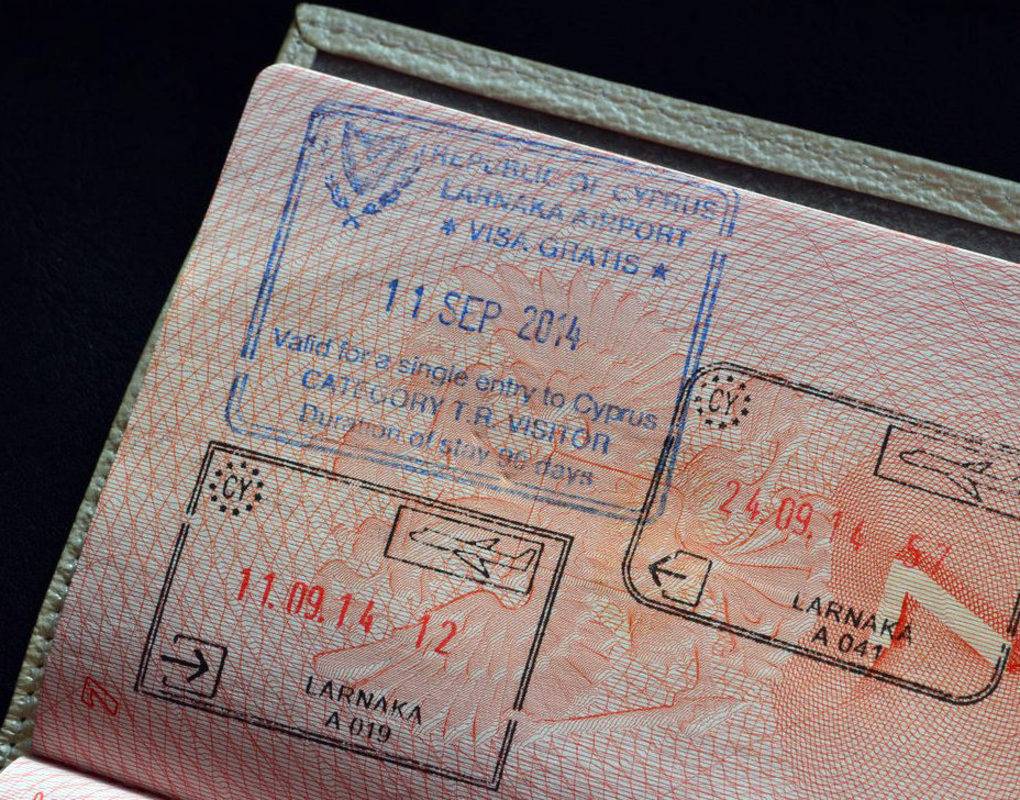 REPUBLIC OF CYPRUS
LARNAKA AIRPORT
* VISA GRATIS *
11 SEP 2014
Valid for a single entry to Cyprus
CATEGORY T.R. VISITOR
Duration of stay 90 days
CY
24.09.14
LARNAKA
A 041
CY
11.09.14 12
LARNAKA
A 019
7